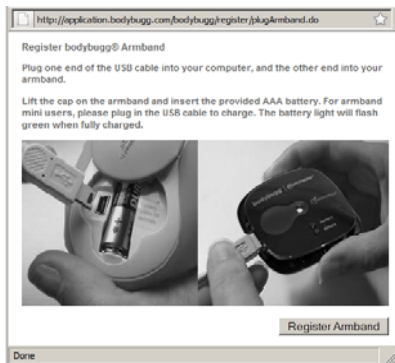 http://application.bodybugg.com/bodybugg/register/plugArmband.do
Register bodybugg® Armband
Plug one end of the USB cable into your computer, and the other end into your
armband.
Lift the cap on the armband and insert the provided AAA battery. For armband
mini users, please plug in the USB cable to charge. The battery light will flash
green when fully charged.
bodybugg
Register Armband
Done